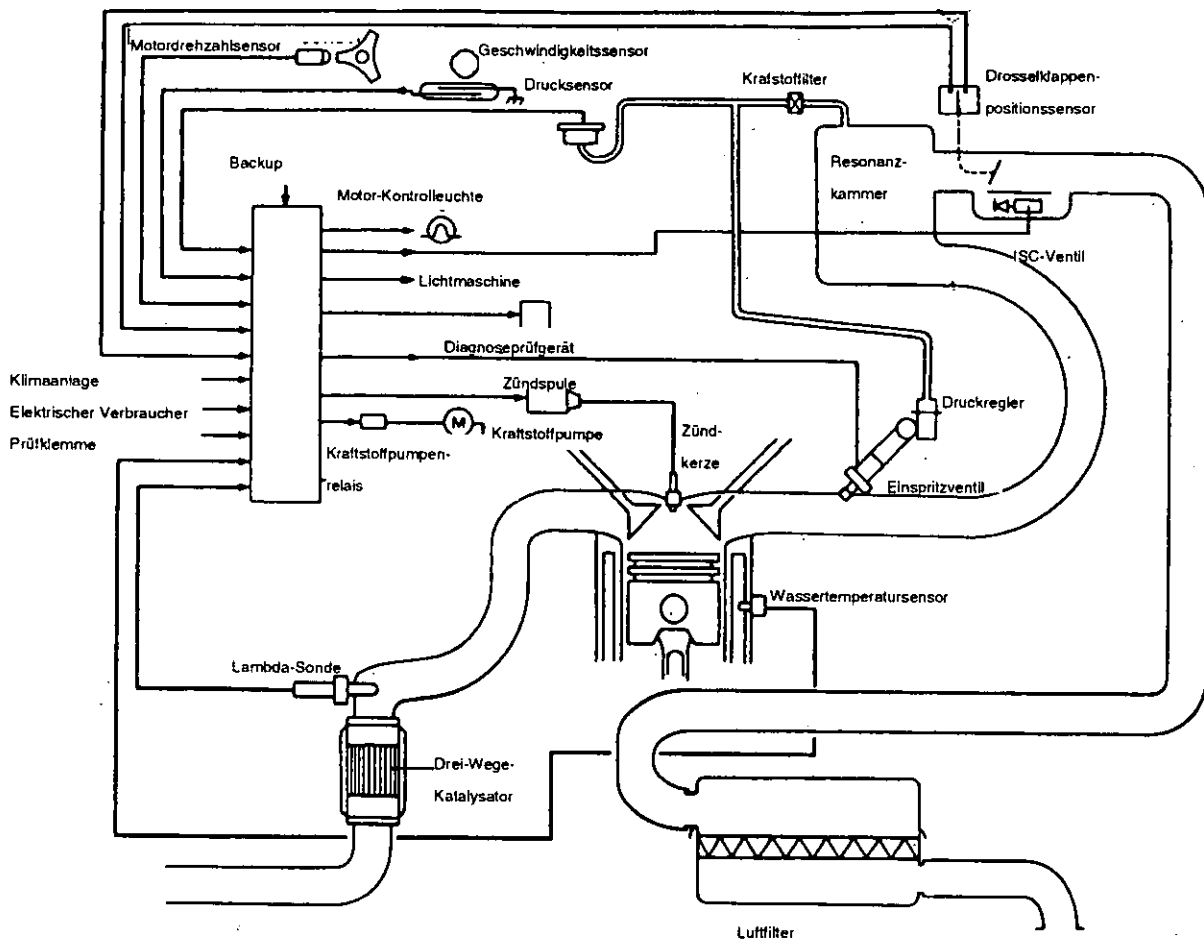 Motordrehzahlsensor
Geschwindigkeitssensor
Drucksensor
Krafstoffilter
Drosselklappen-
positionssensor
Resonanz-
kammer
Backup
Motor-Kontrolleuchte
ISC-Ventil
Lichtmaschine
Diagnoseprüfgerät
Klimaanlage
Elektrischer Verbraucher
Prüfklemme
Zündspule
M
Kraftstoffpumpe
Kraftstoffpumpen-
relais
Zünd-
kerze
Druckregler
Einspritzventil
Wassertemperatursensor
Lambda-Sonde
Drei-Wege-
Katalysator
Luftfilter